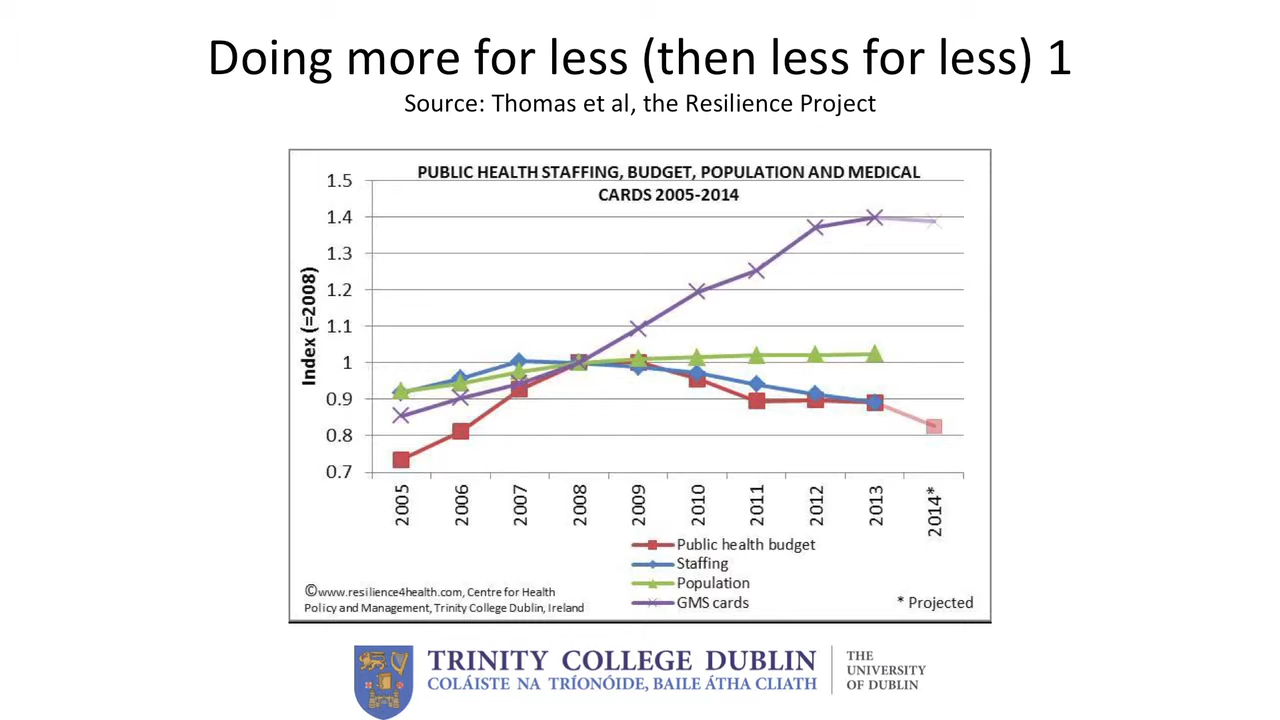 Doing more for less (then less for less) 1
Source: Thomas et al, the Resilience Project
PUBLIC HEALTH STAFFING, BUDGET, POPULATION AND MEDICAL
CARDS 2005-2014
Index (=2008)
1.5
1.4
1.3
1.2
1.1
1
0.9
0.8
0.7
2005
2006
2007
2008
2009
2010
2011
2012
2013
2014*
Public health budget
Staffing
Population
GMS cards
* Projected
©www.resilience4health.com, Centre for Health
Policy and Management, Trinity College Dublin, Ireland
TRINITY COLLEGE DUBLIN
COLÁISTE NA TRÍONÓIDE, BAILE ÁTHA CLIATH
THE
UNIVERSITY
OF DUBLIN